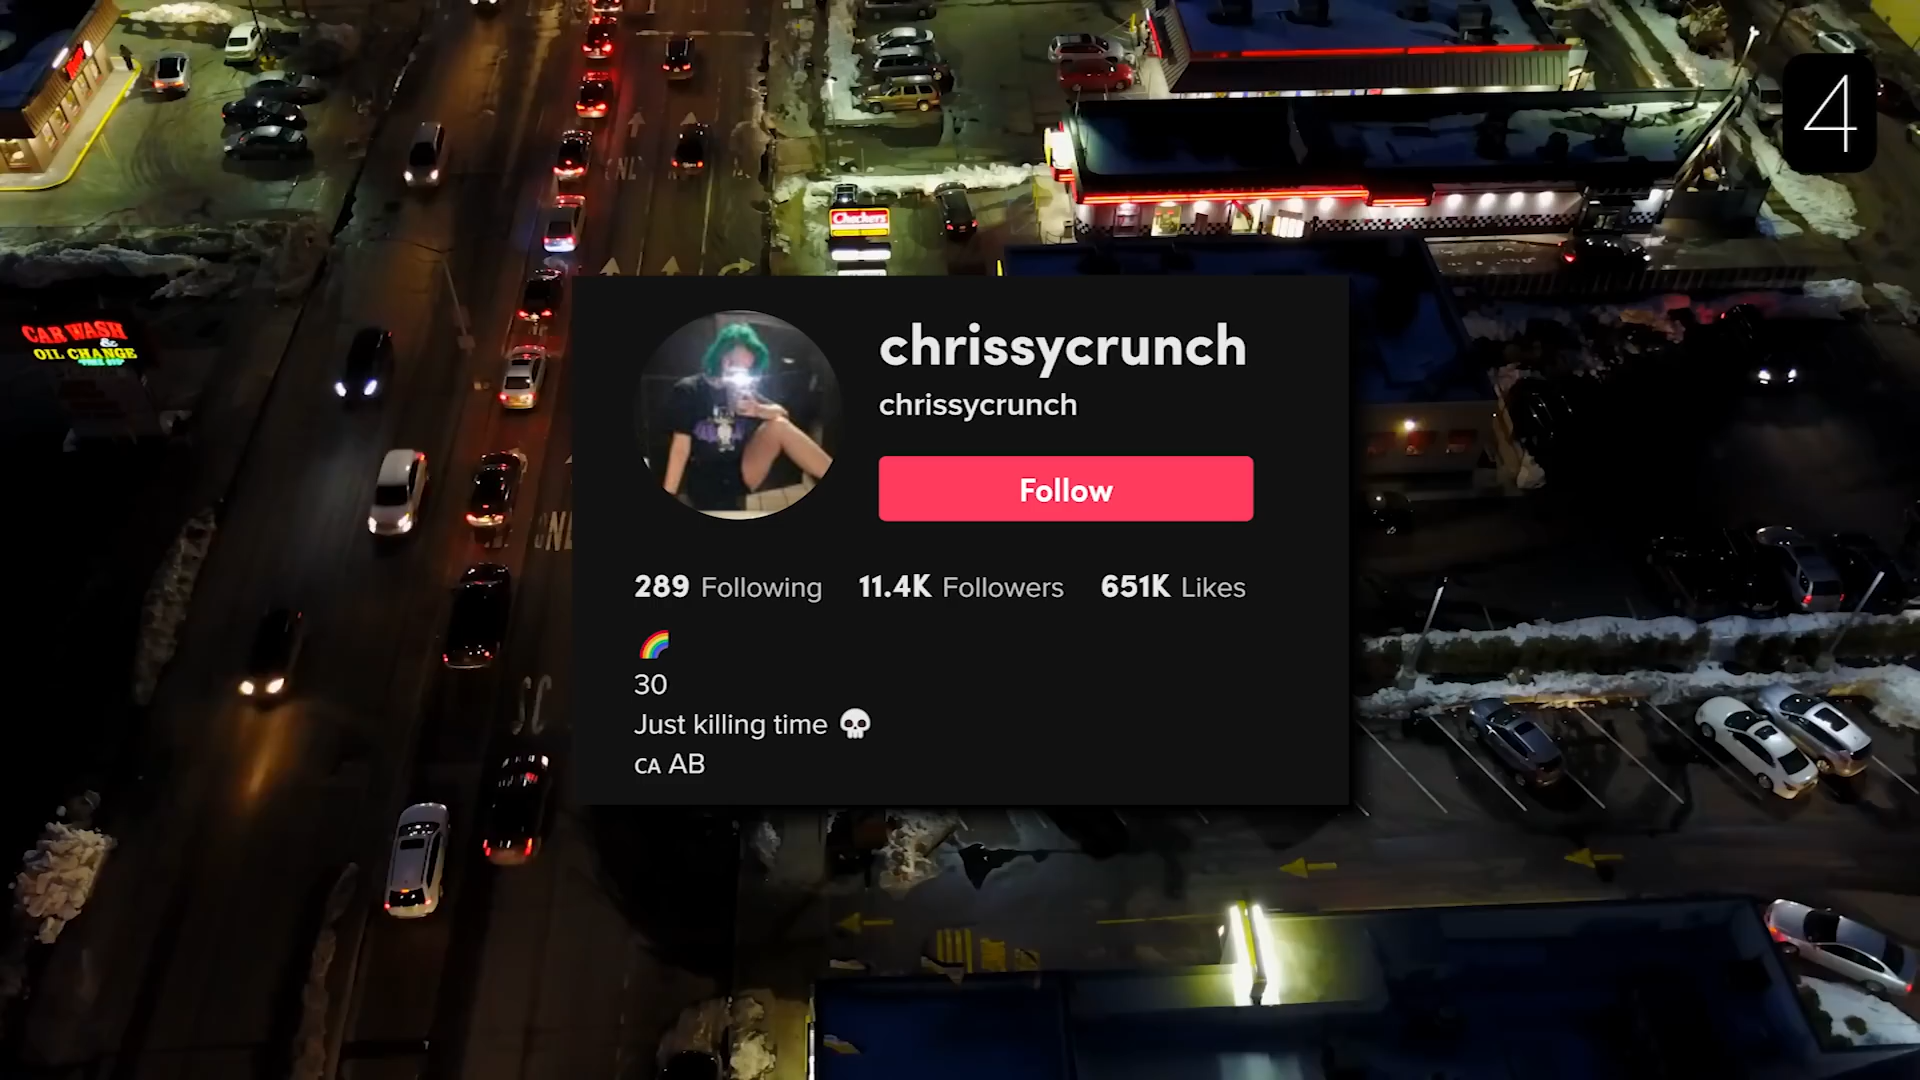 4
Checkers
CAR WASH
&
OIL CHANGE
ONLY
chrissycrunch
chrissycrunch
Follow
289 Following 11.4K Followers 651K Likes
🌈
30
Just killing time 💀
CA AB